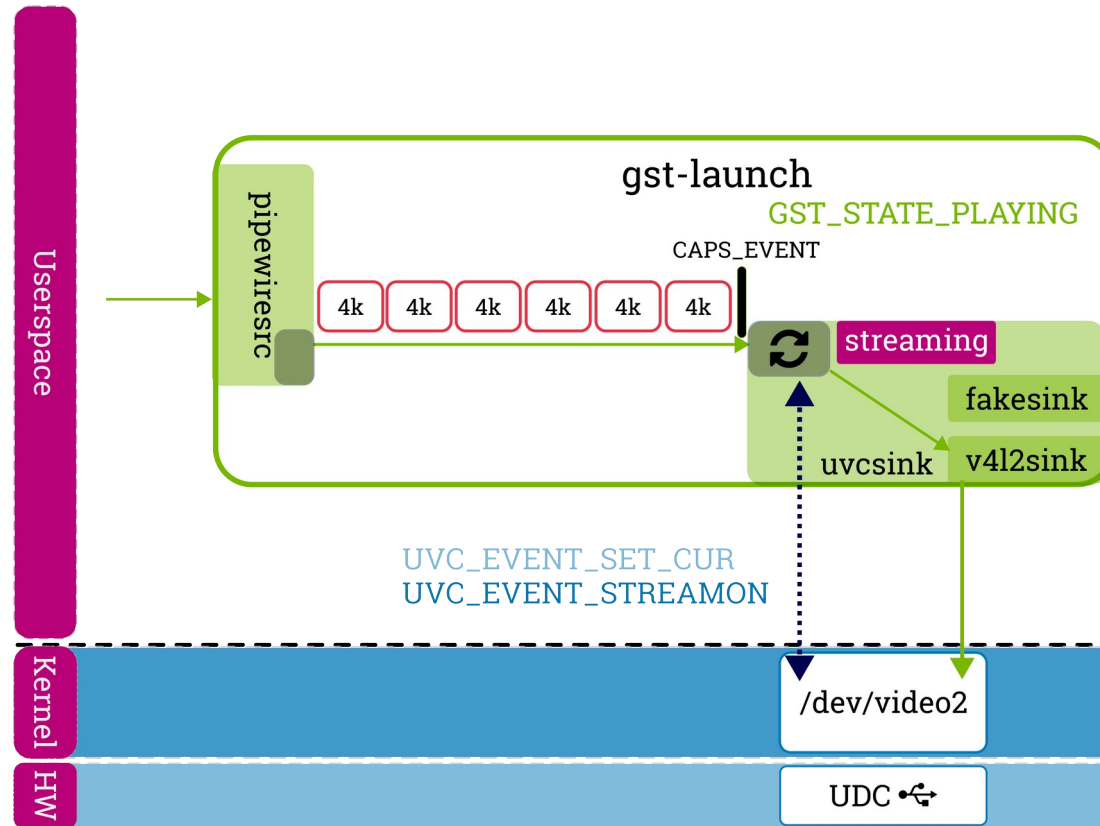 Userspace
gst-launch
GST_STATE_PLAYING
CAPS_EVENT
pipewiresrc
4k 4k 4k 4k 4k 4k
streaming
fakesink
uvcsink
v4l2sink
UVC_EVENT_SET_CUR
UVC_EVENT_STREAMON
Kernel
/dev/video2
HW
UDC